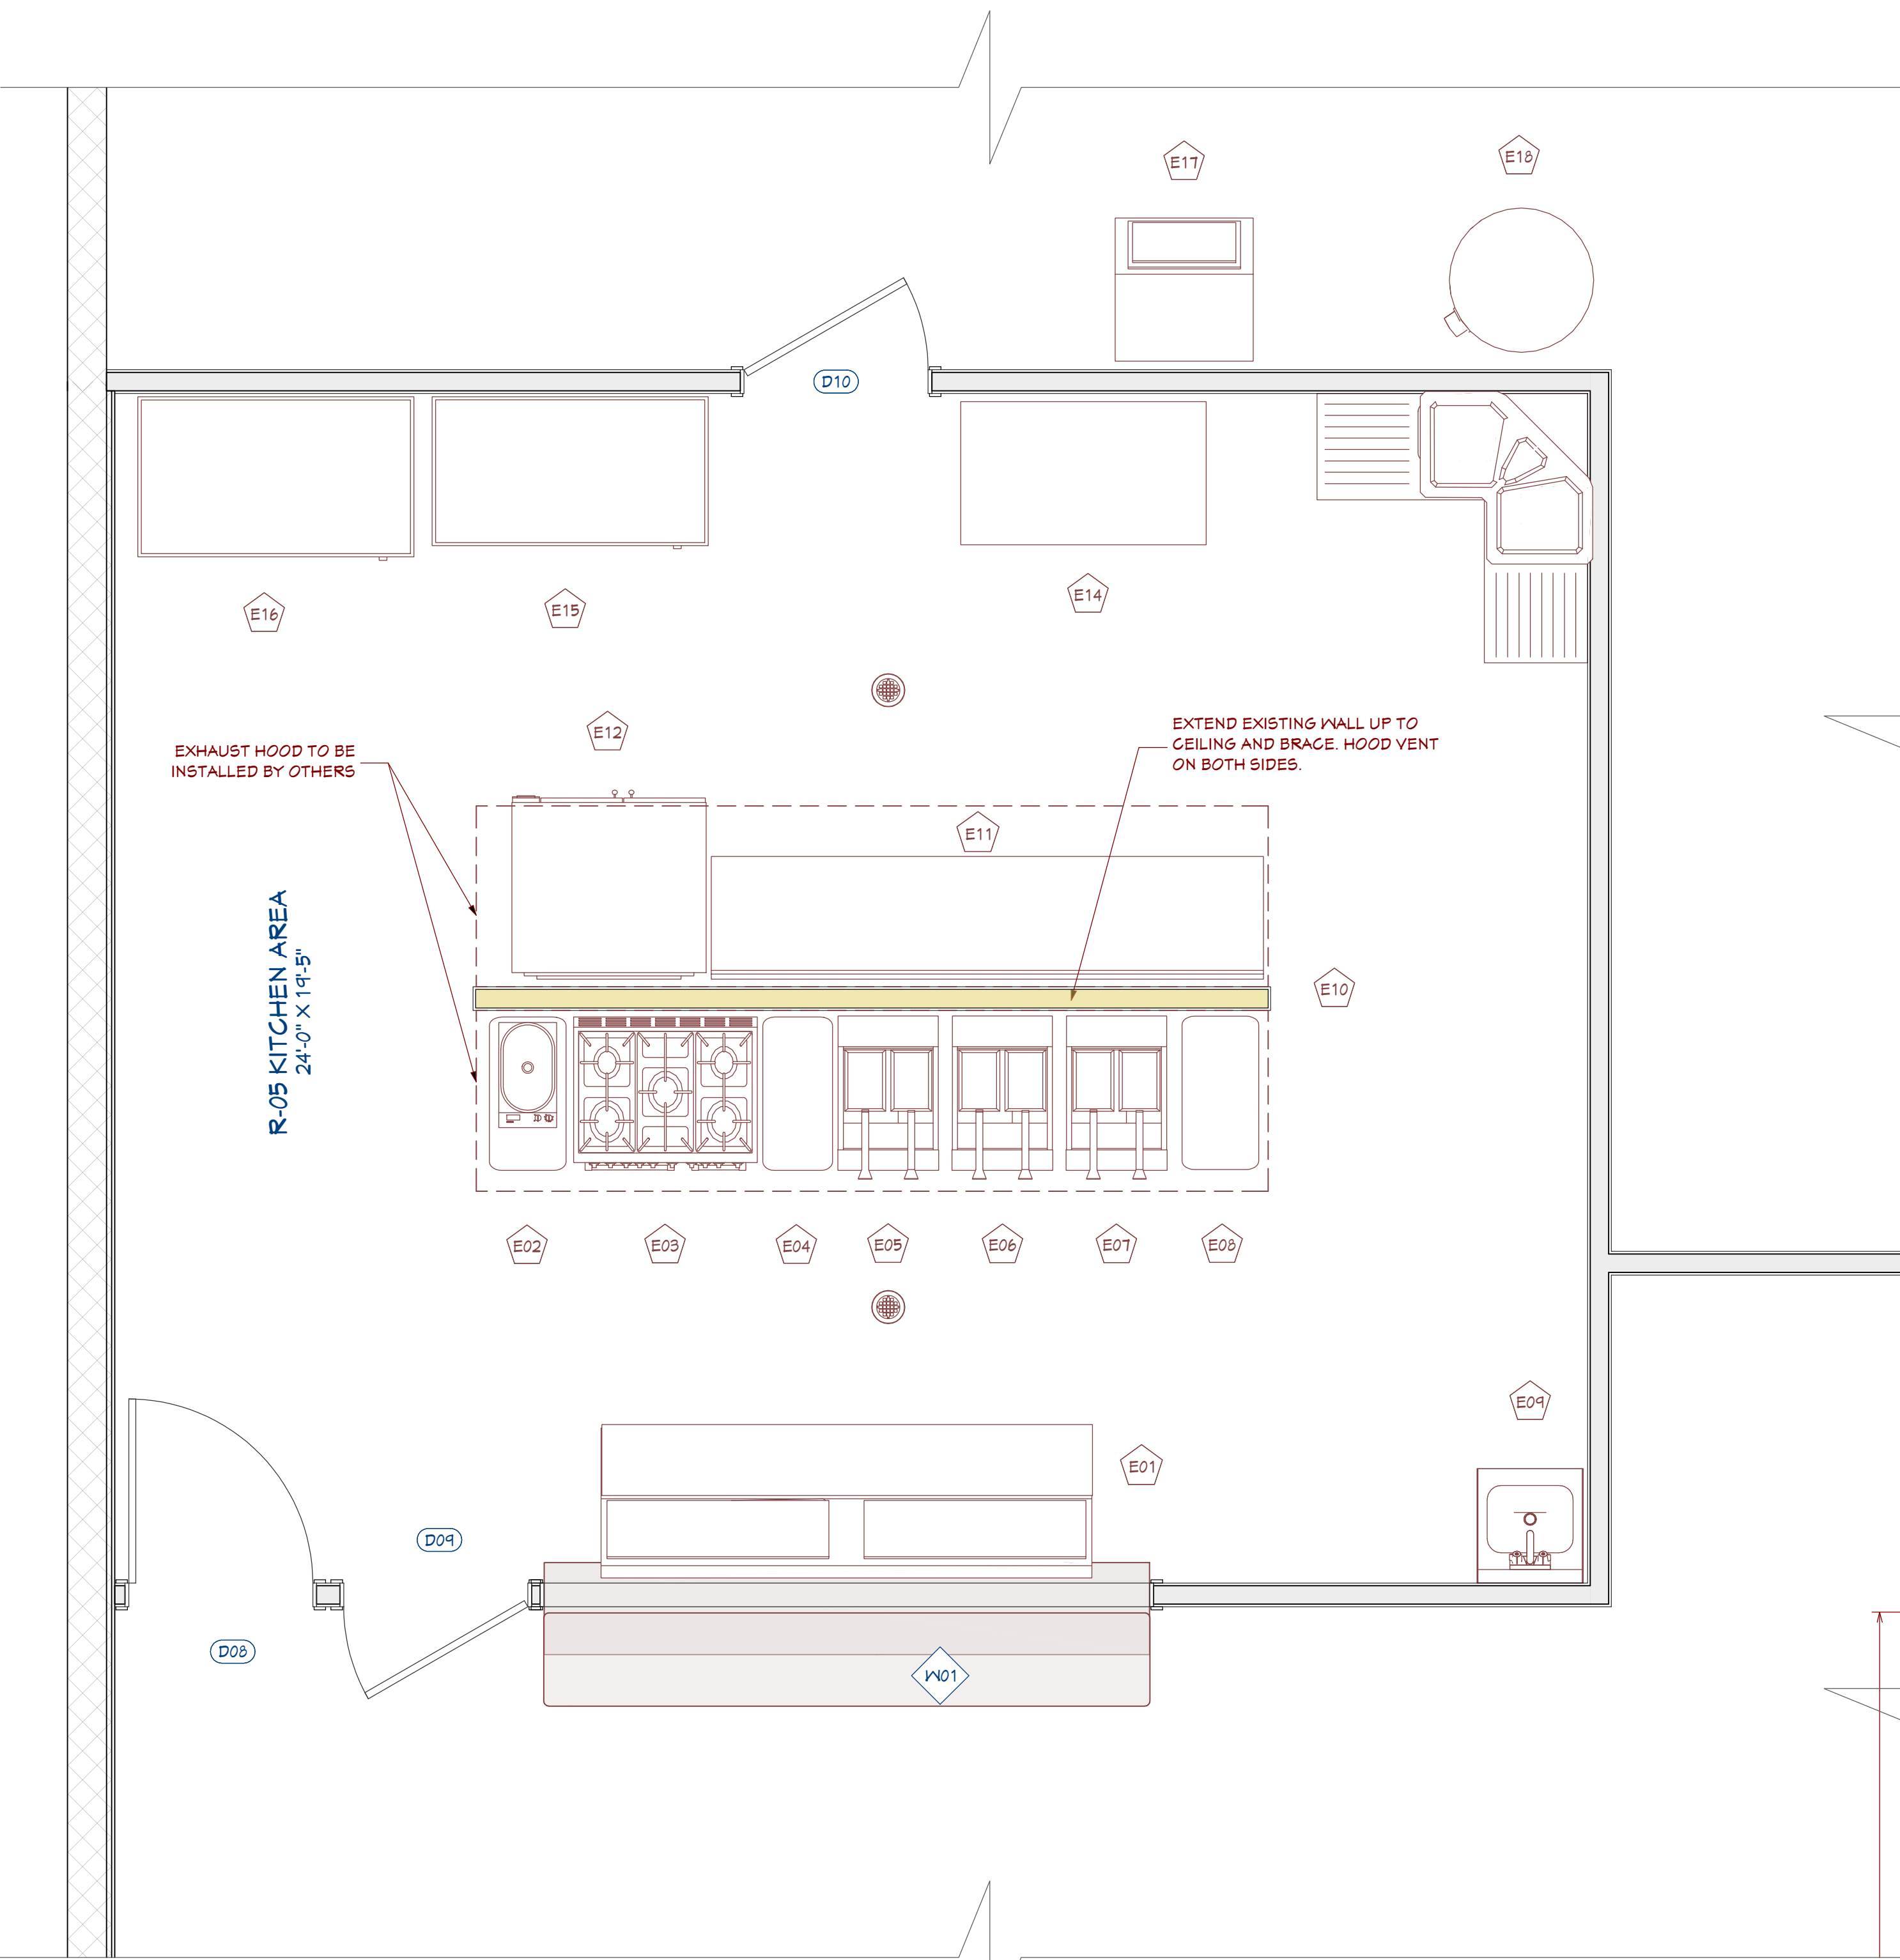 E17
E18
D10
E16
E15
E14
E12
EXHAUST HOOD TO BE
INSTALLED BY OTHERS
EXTEND EXISTING WALL UP TO
CEILING AND BRACE. HOOD VENT
ON BOTH SIDES.
E11
R-05 KITCHEN AREA
24'-0" X 19'-5"
E10
E02
E03
E04
E05
E06
E07
E08
E09
E01
D09
D08
W01